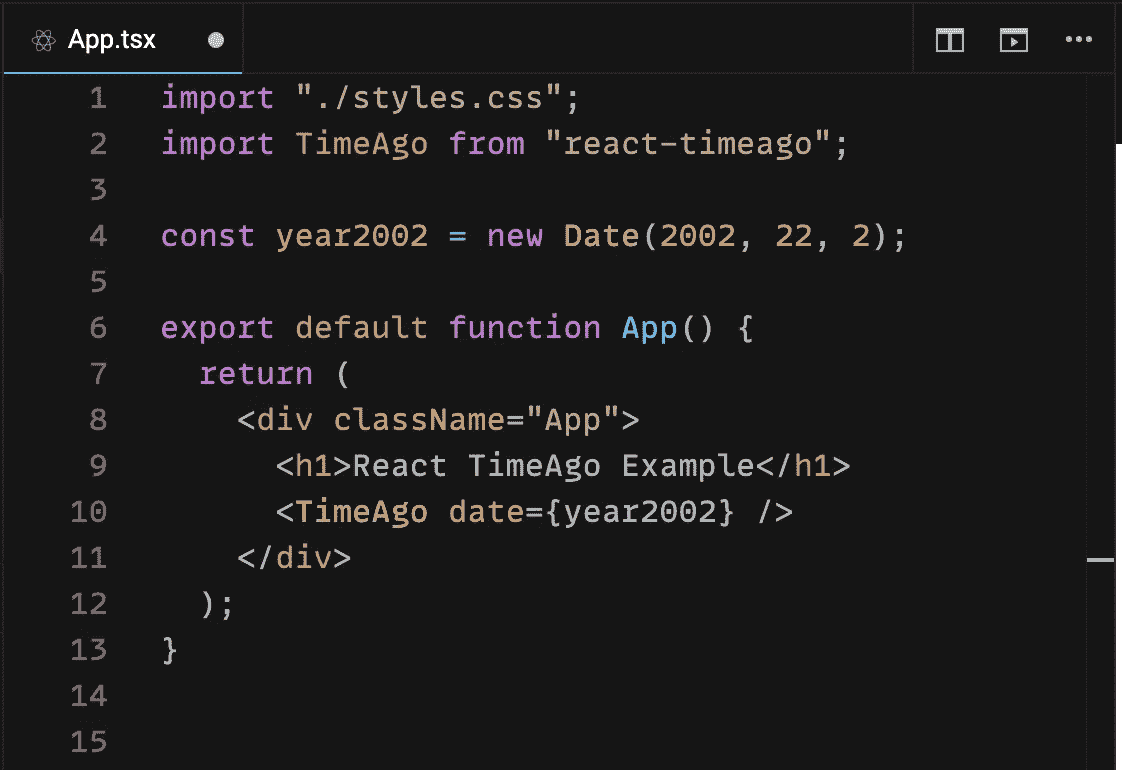 App.tsx
1 import "./styles.css";
2 import TimeAgo from "react-timeago";
3
4 const year2002 = new Date(2002, 22, 2);
5
6 export default function App() {
7   return (
8     <div className="App">
9       <h1>React TimeAgo Example</h1>
10       <TimeAgo date={year2002} />
11     </div>
12   );
13 }
14
15